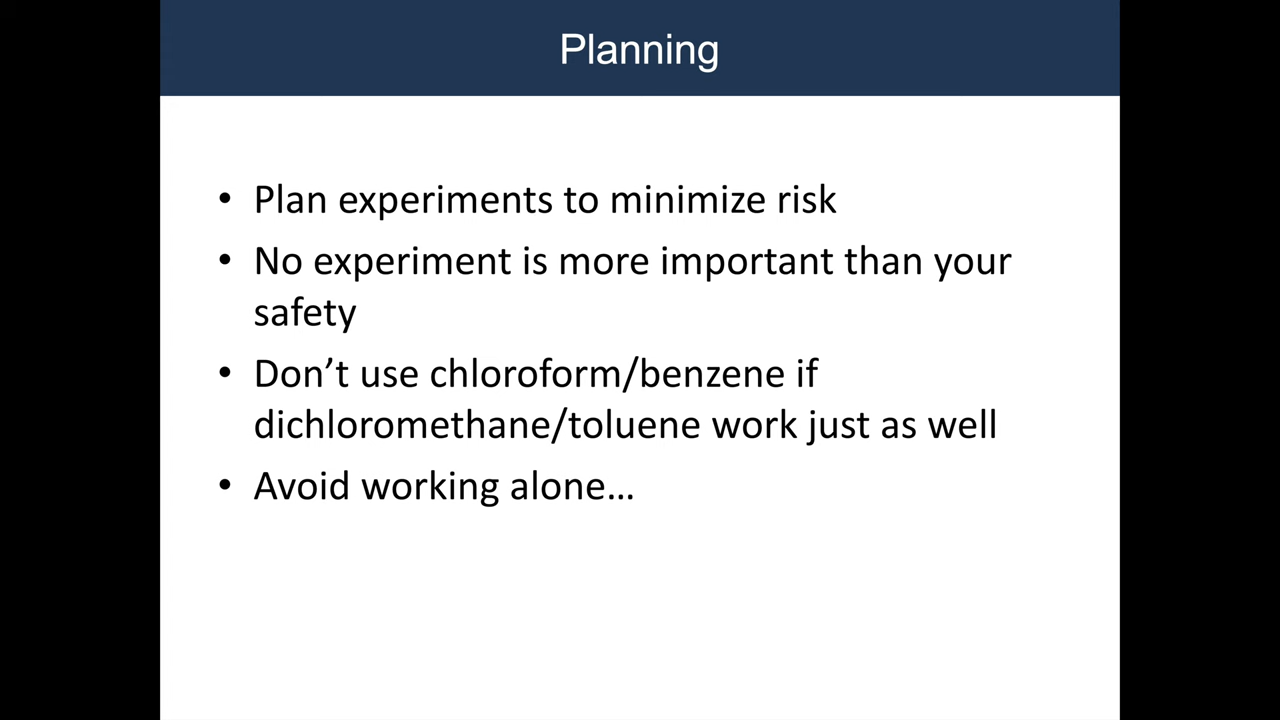 Planning
• Plan experiments to minimize risk
• No experiment is more important than your
safety
• Don’t use chloroform/benzene if
dichloromethane/toluene work just as well
• Avoid working alone…